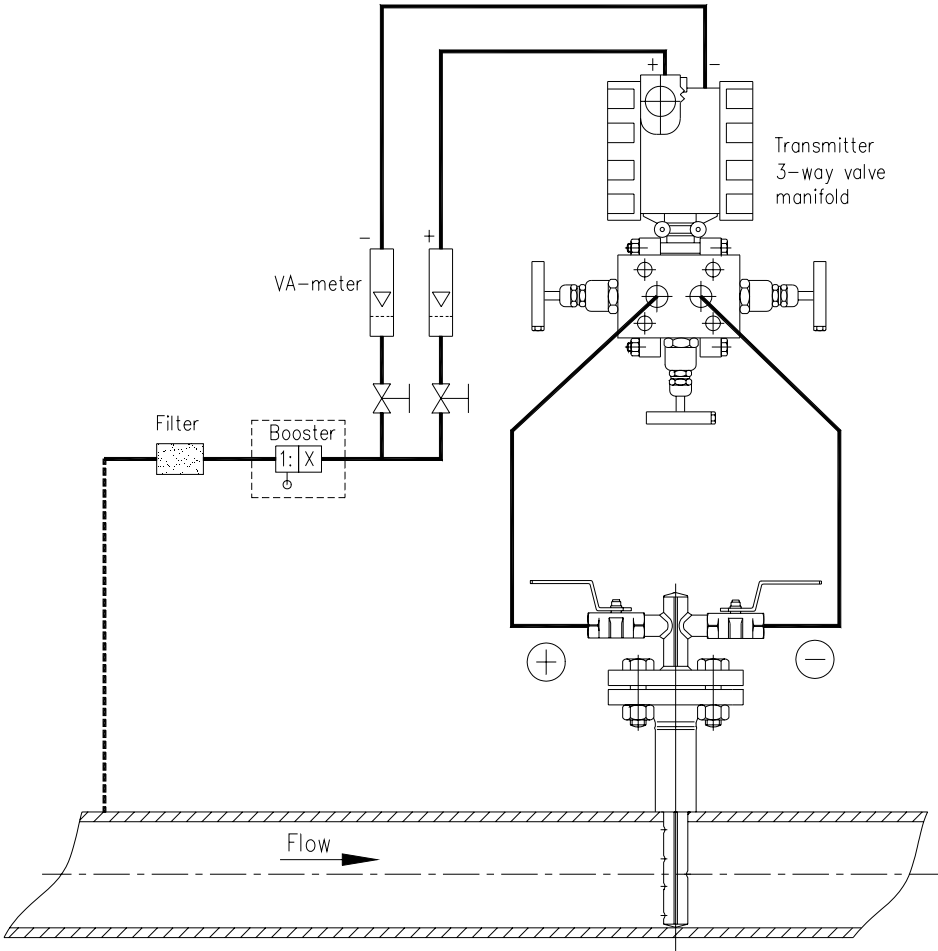 + -
Transmitter
3-way valve
manifold
- +
VA-meter
Filter
Booster
1: X
+ -
Flow